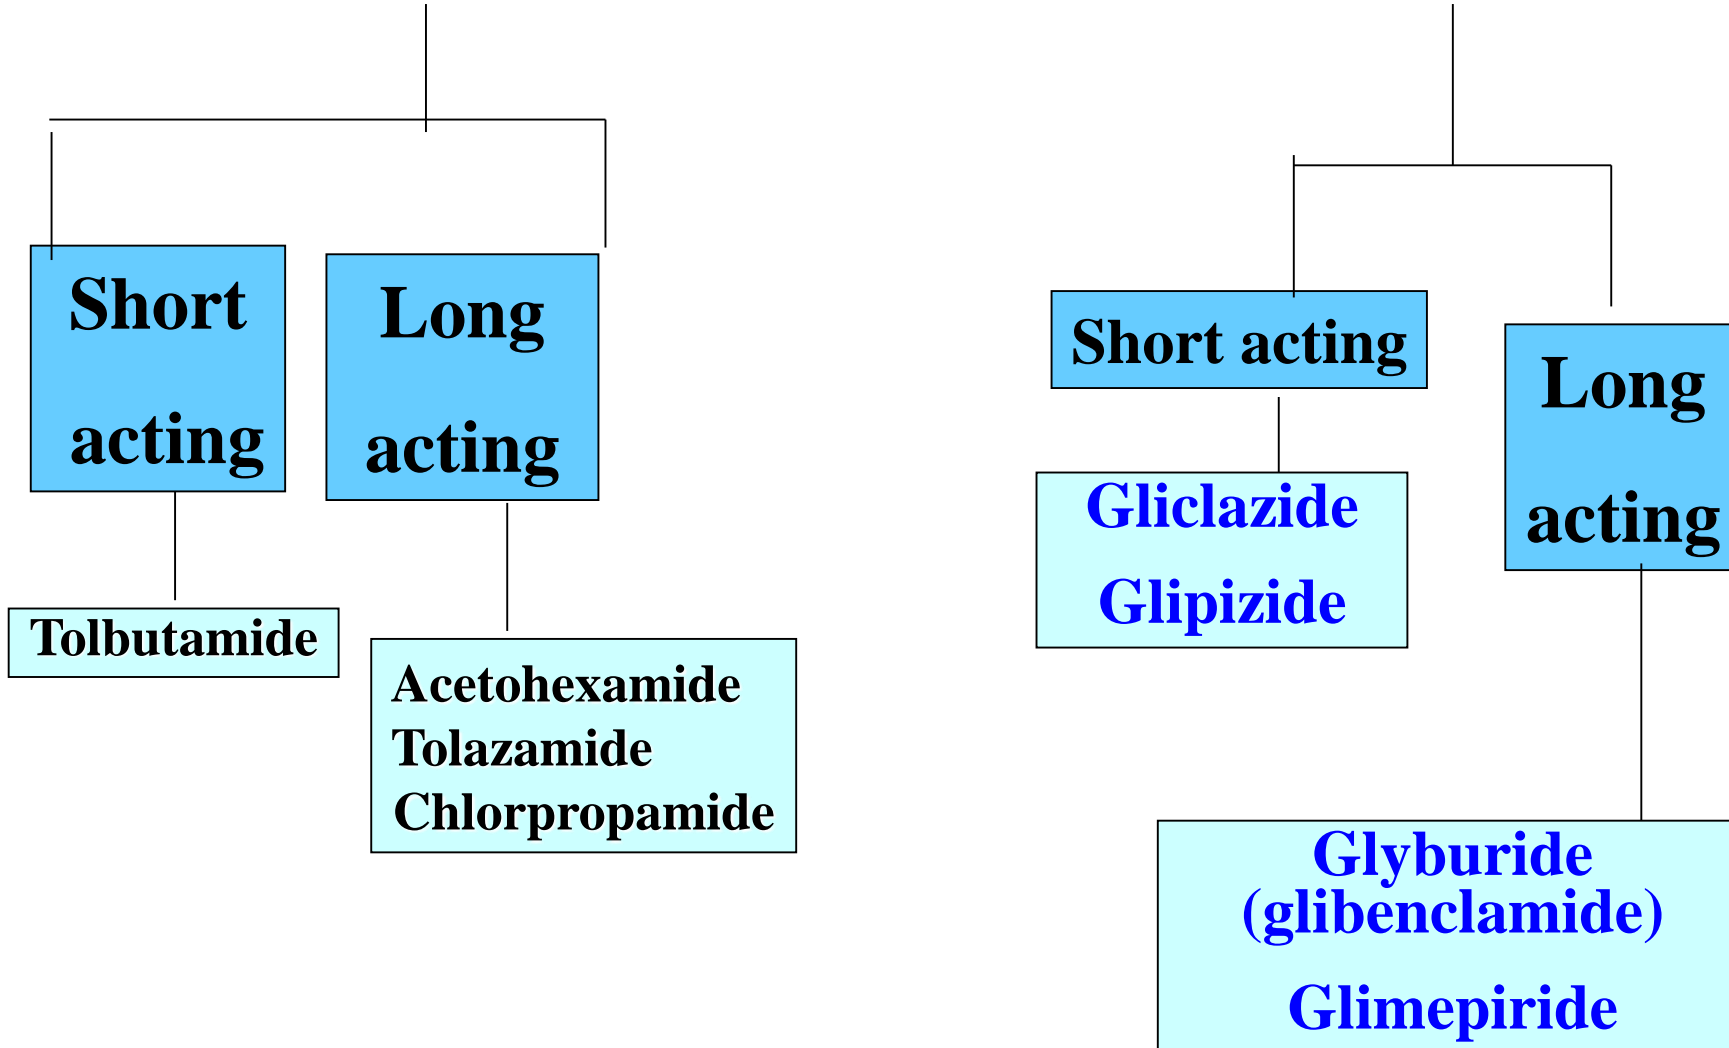 Short
acting
Long
acting
Tolbutamide
Acetohexamide
Tolazamide
Chlorpropamide
Short acting
Long
acting
Gliclazide
Glipizide
Glyburide
(glibenclamide)
Glimepiride